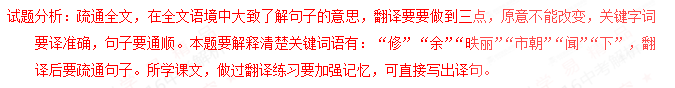 试题分析：疏通全文，在全文语境中大致了解句子的意思，翻译要要做到三点，原意不能改变，关键字词
要译准确，句子要通顺。本题要解释清楚关键词语有：“修”“余”“昳丽”“市朝”“闻”“下”，翻
译后要疏通句子。所学课文，做过翻译练习要加强记忆，可直接写出译句。